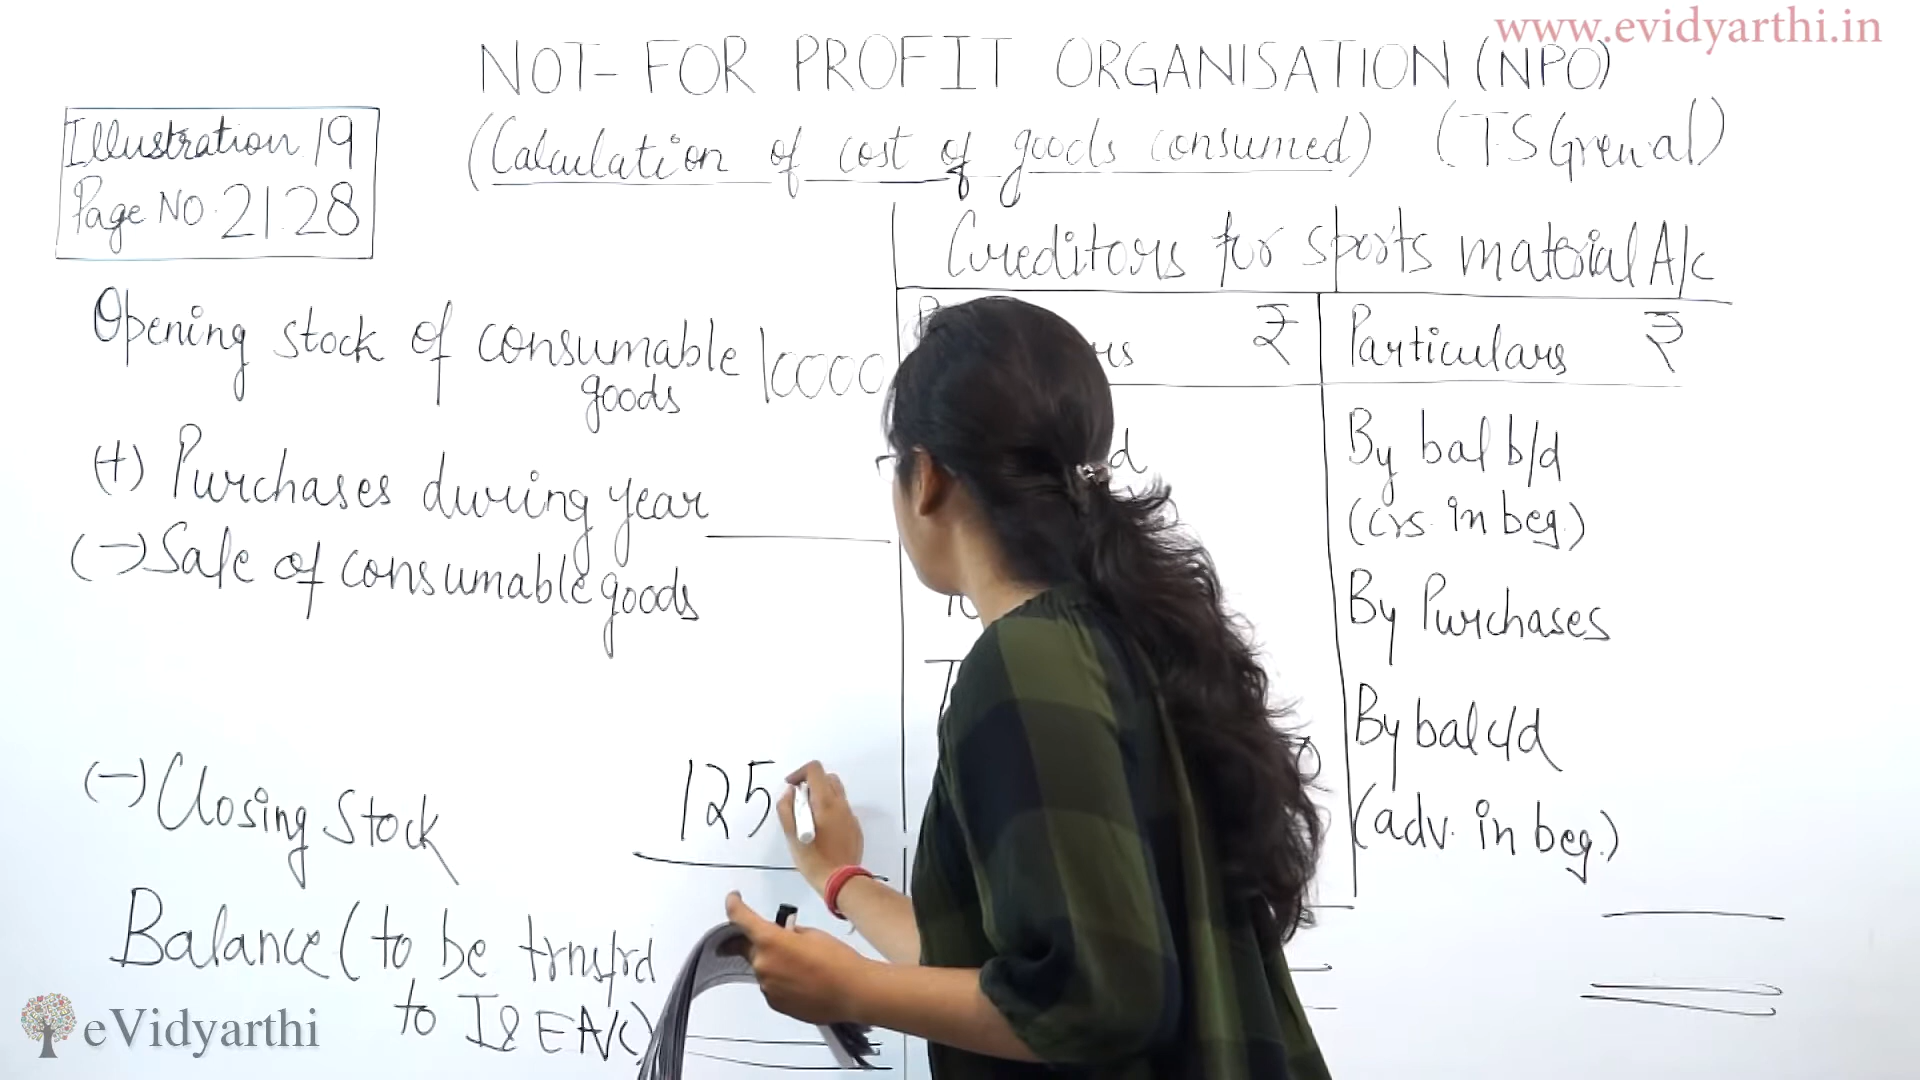 www.evidyarthi.in
NOT-FOR PROFIT ORGANISATION (NPO)
(Calculation of cost of goods consumed) (TS Grewal)
Illustration 19
Page NO. 21.28
Creditors for sports material A/c
₹ Particulars ₹
Opening stock of consumable 10000
goods
(+) Purchases during year
(-) Sale of consumable goods
(-) Closing Stock 125
Balance (to be trnsfrd
to I&E A/c)
By bal b/d
(crs. in beg.)
By Purchases
By bal c/d
(adv. in beg.)
eVidyarthi